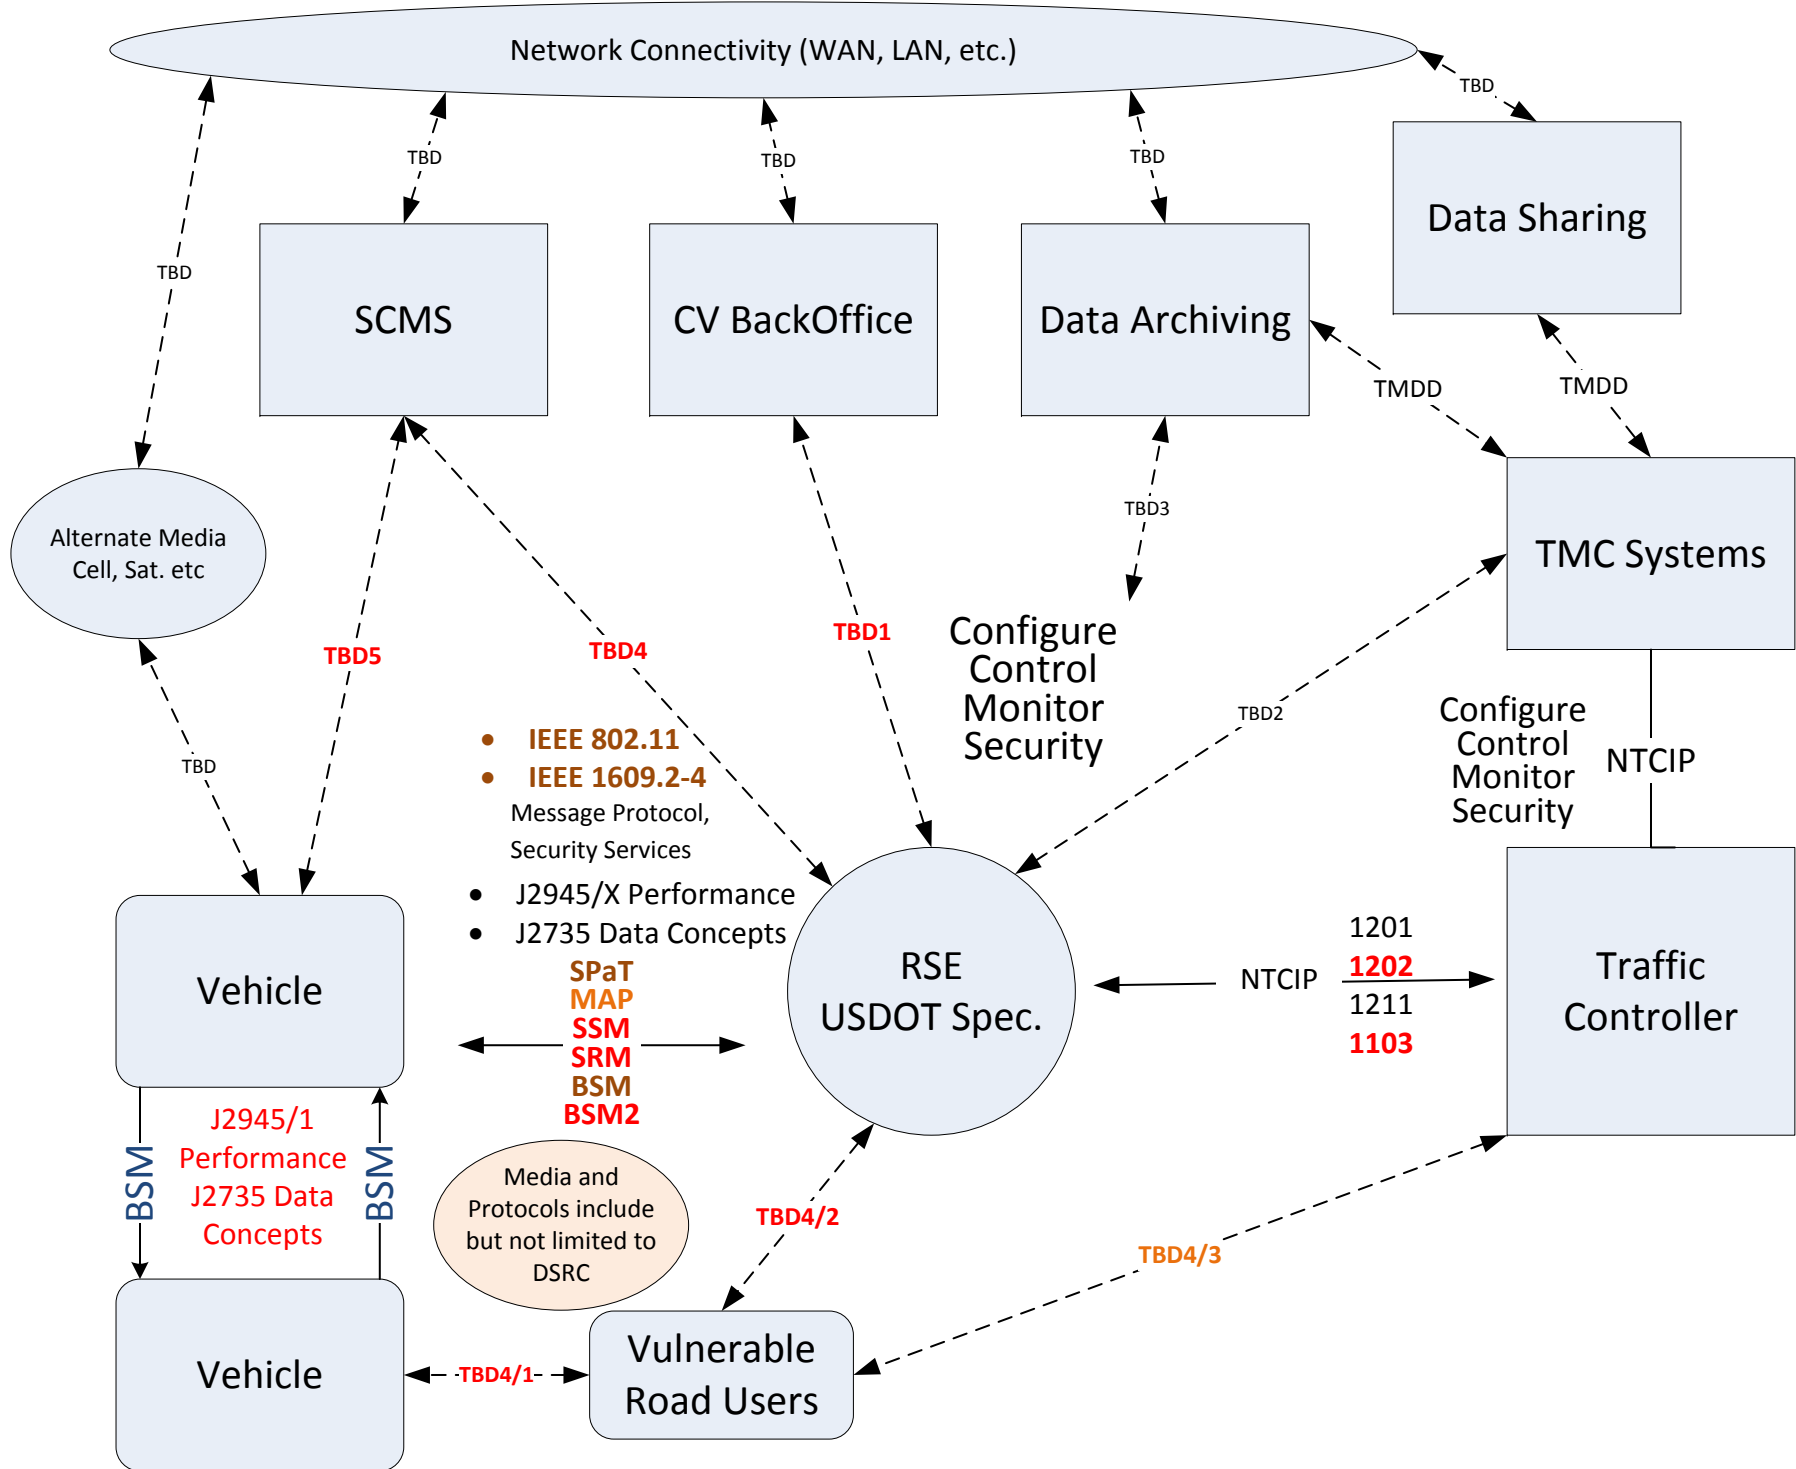 Network Connectivity (WAN, LAN, etc.)
TBD
TBD
TBD
TBD
TBD
Data Sharing
SCMS
CV BackOffice
Data Archiving
TMDD
TMDD
Alternate Media
Cell, Sat. etc
TBD3
TMC Systems
TBD5
TBD4
TBD1
Configure
Control
Monitor
Security
TBD2
TBD
Configure
Control
Monitor
Security
NTCIP
• IEEE 802.11
• IEEE 1609.2-4
Message Protocol,
Security Services
• J2945/X Performance
• J2735 Data Concepts
SPaT
MAP
SSM
SRM
BSM
BSM2
Vehicle
RSE
USDOT Spec.
NTCIP
1201
1202
1211
1103
Traffic
Controller
BSM
J2945/1
Performance
J2735 Data
Concepts
BSM
Media and
Protocols include
but not limited to
DSRC
TBD4/2
TBD4/3
Vehicle
TBD4/1
Vulnerable
Road Users